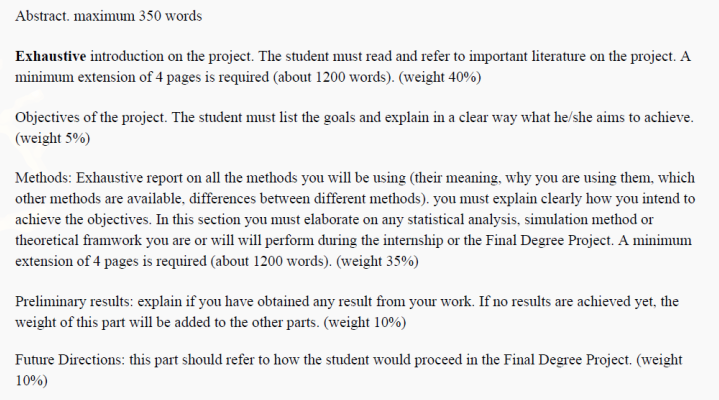 Abstract. maximum 350 words
Exhaustive introduction on the project. The student must read and refer to important literature on the project. A
minimum extension of 4 pages is required (about 1200 words). (weight 40%)
Objectives of the project. The student must list the goals and explain in a clear way what he/she aims to achieve.
(weight 5%)
Methods: Exhaustive report on all the methods you will be using (their meaning, why you are using them, which
other methods are available, differences between different methods). you must explain clearly how you intend to
achieve the objectives. In this section you must elaborate on any statistical analysis, simulation method or
theoretical framwork you are or will will perform during the internship or the Final Degree Project. A minimum
extension of 4 pages is required (about 1200 words). (weight 35%)
Preliminary results: explain if you have obtained any result from your work. If no results are achieved yet, the
weight of this part will be added to the other parts. (weight 10%)
Future Directions: this part should refer to how the student would proceed in the Final Degree Project. (weight
10%)